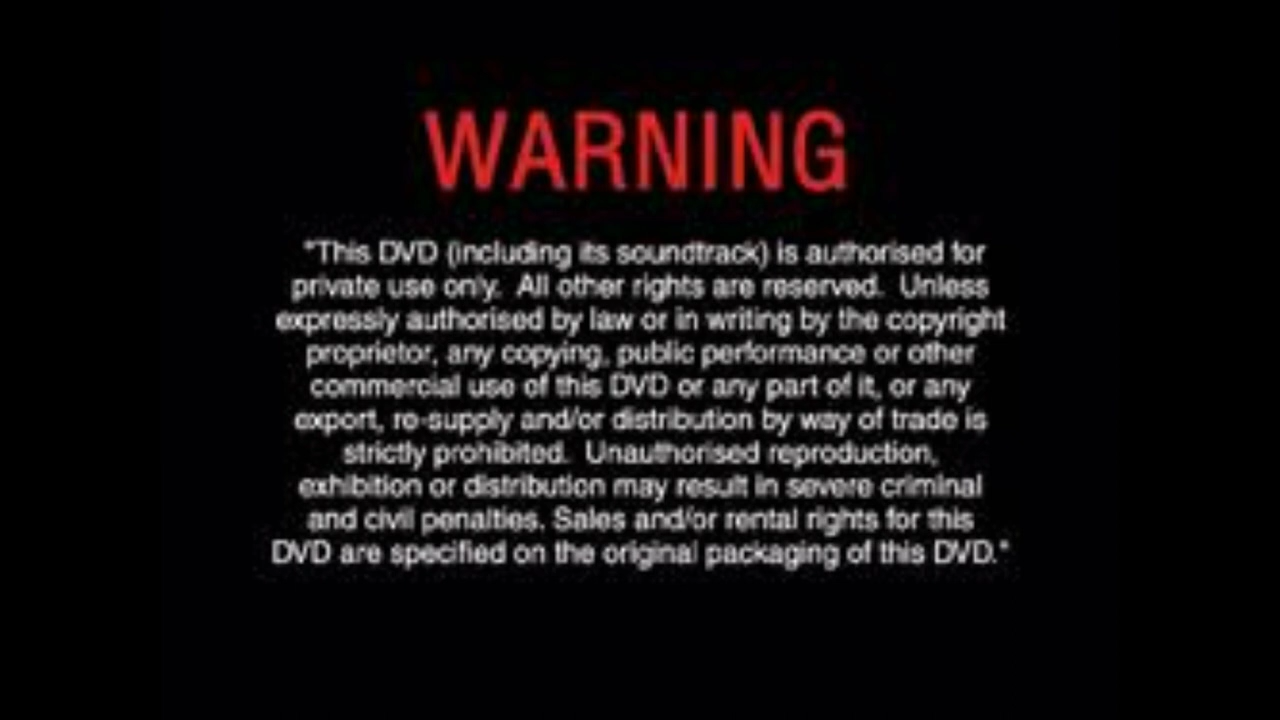 WARNING
"This DVD (including its soundtrack) is authorised for
private use only.  All other rights are reserved.  Unless
expressly authorised by law or in writing by the copyright
proprietor, any copying, public performance or other
commercial use of this DVD or any part of it, or any
export, re-supply and/or distribution by way of trade is
strictly prohibited.  Unauthorised reproduction,
exhibition or distribution may result in severe criminal
and civil penalties. Sales and/or rental rights for this
DVD are specified on the original packaging of this DVD."